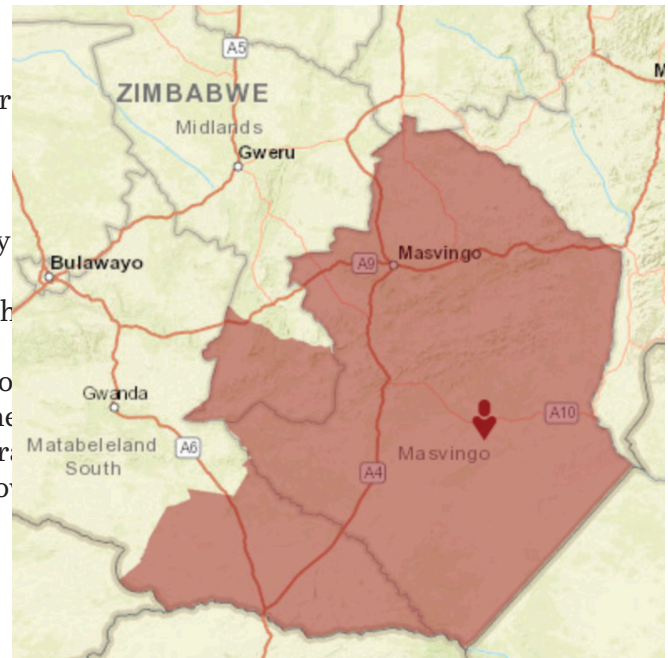 A5
ZIMBABWE
Midlands
Gweru
Bulawayo
A9
Masvingo
Gwanda
A10
Matabeleland
South
A6
Masvingo
A4